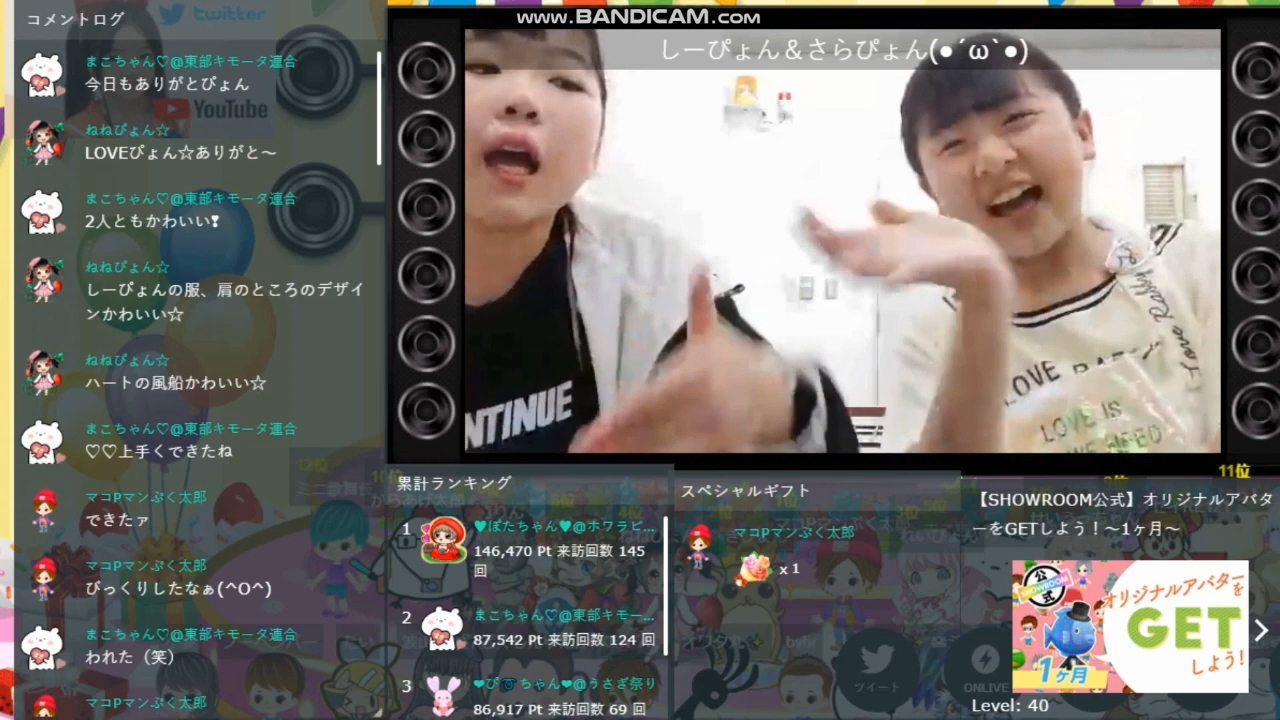 www.BANDICAM.com
コメントログ
twitter
YouTube
まこちゃん♡@東部キモータ連合
今日もありがとぴょん
ねねぴょん☆
LOVEぴょん☆ありがと〜
まこちゃん♡@東部キモータ連合
2人ともかわいい❣
ねねぴょん☆
しーぴょんの服、肩のところのデザイ
ンかわいい☆
ねねぴょん☆
ハートの風船かわいい☆
まこちゃん♡@東部キモータ連合
♡♡上手くできたね
マコPマンぷく太郎
できたァ
マコPマンぷく太郎
びっくりしたなぁ(^O^)
まこちゃん♡@東部キモータ連合
われた（笑）
マコPマンぷく太郎
しーぴょん＆さらぴょん(●´ω`●)
NTINUE
LOVE IS
WE NEED
11位
累計ランキング
1
♥ぽたちゃん♥@ホワラビ...
146,470 Pt 来訪回数 145
回
2
まこちゃん♡@東部キモー...
87,542 Pt 来訪回数 124 回
3
86,917 Pt 来訪回数 69 回
スペシャルギフト
マコPマンぷく太郎
x 1
ツイート
ONLIVE
【SHOWROOM公式】オリジナルアバタ
ーをGETしよう！〜1ヶ月〜
SHOWROOM
公式
オリジナルアバターを
GET
しよう!
1ヶ月
Level: 40